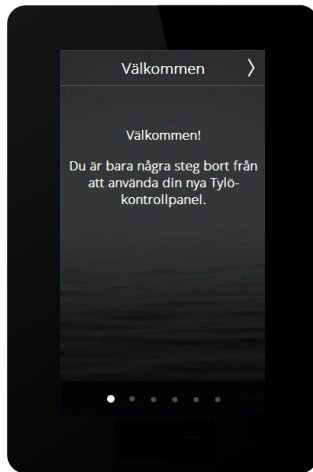 Välkommen
Välkommen!
Du är bara några steg bort från
att använda din nya Tylö-
kontrollpanel.